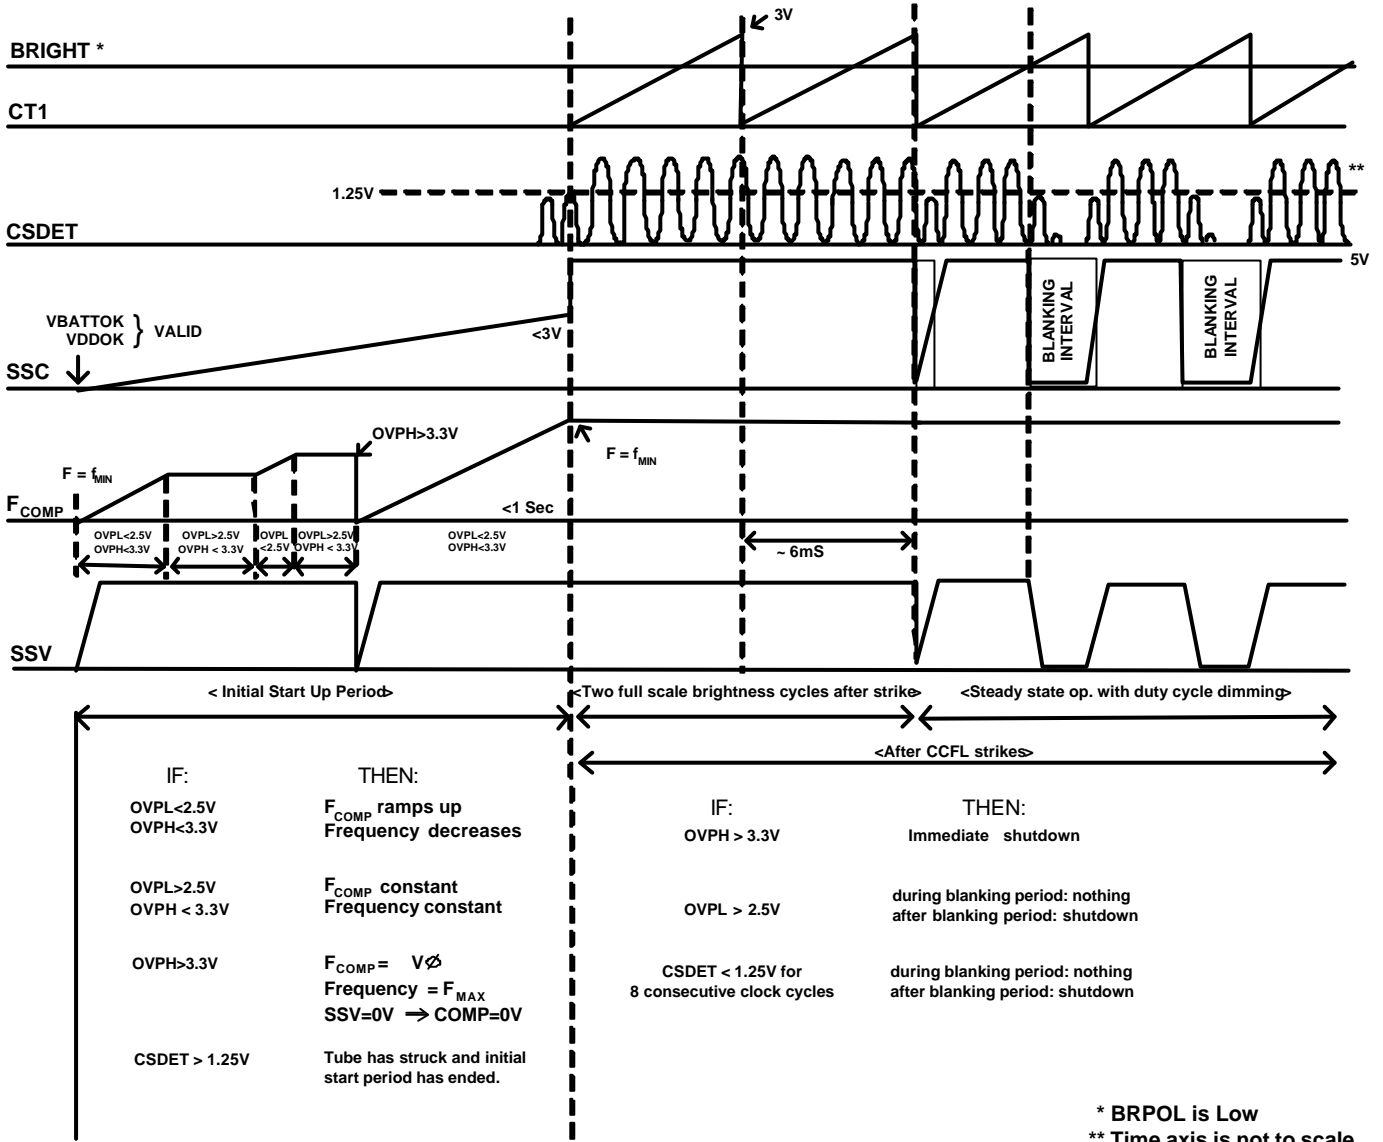 3V
BRIGHT *
CT1
1.25V
**
CSDET
5V
VBATTOK
VDDOK
} VALID
<3V
BLANKING
INTERVAL
BLANKING
INTERVAL
SSC
OVPH>3.3V
F = fMIN
F = fMIN
FCOMP
<1 Sec
OVPL<2.5V
OVPH<3.3V
OVPL>2.5V
OVPH < 3.3V
OVPL
<2.5V
OVPL>2.5V
OVPH < 3.3V
OVPL<2.5V
OVPH<3.3V
~ 6mS
SSV
< Initial Start Up Period>
<Two full scale brightness cycles after strike>
<Steady state op. with duty cycle dimming>
<After CCFL strikes>
IF: THEN:
OVPL<2.5V FCOMP ramps up
OVPH<3.3V Frequency decreases
OVPL>2.5V FCOMP constant
OVPH < 3.3V Frequency constant
OVPH>3.3V FCOMP = VØ
Frequency = FMAX
SSV=0V → COMP=0V
CSDET > 1.25V Tube has struck and initial
start period has ended.
IF: THEN:
OVPH > 3.3V Immediate shutdown
OVPL > 2.5V during blanking period: nothing
after blanking period: shutdown
CSDET < 1.25V for during blanking period: nothing
8 consecutive clock cycles after blanking period: shutdown
* BRPOL is Low
** Time axis is not to scale